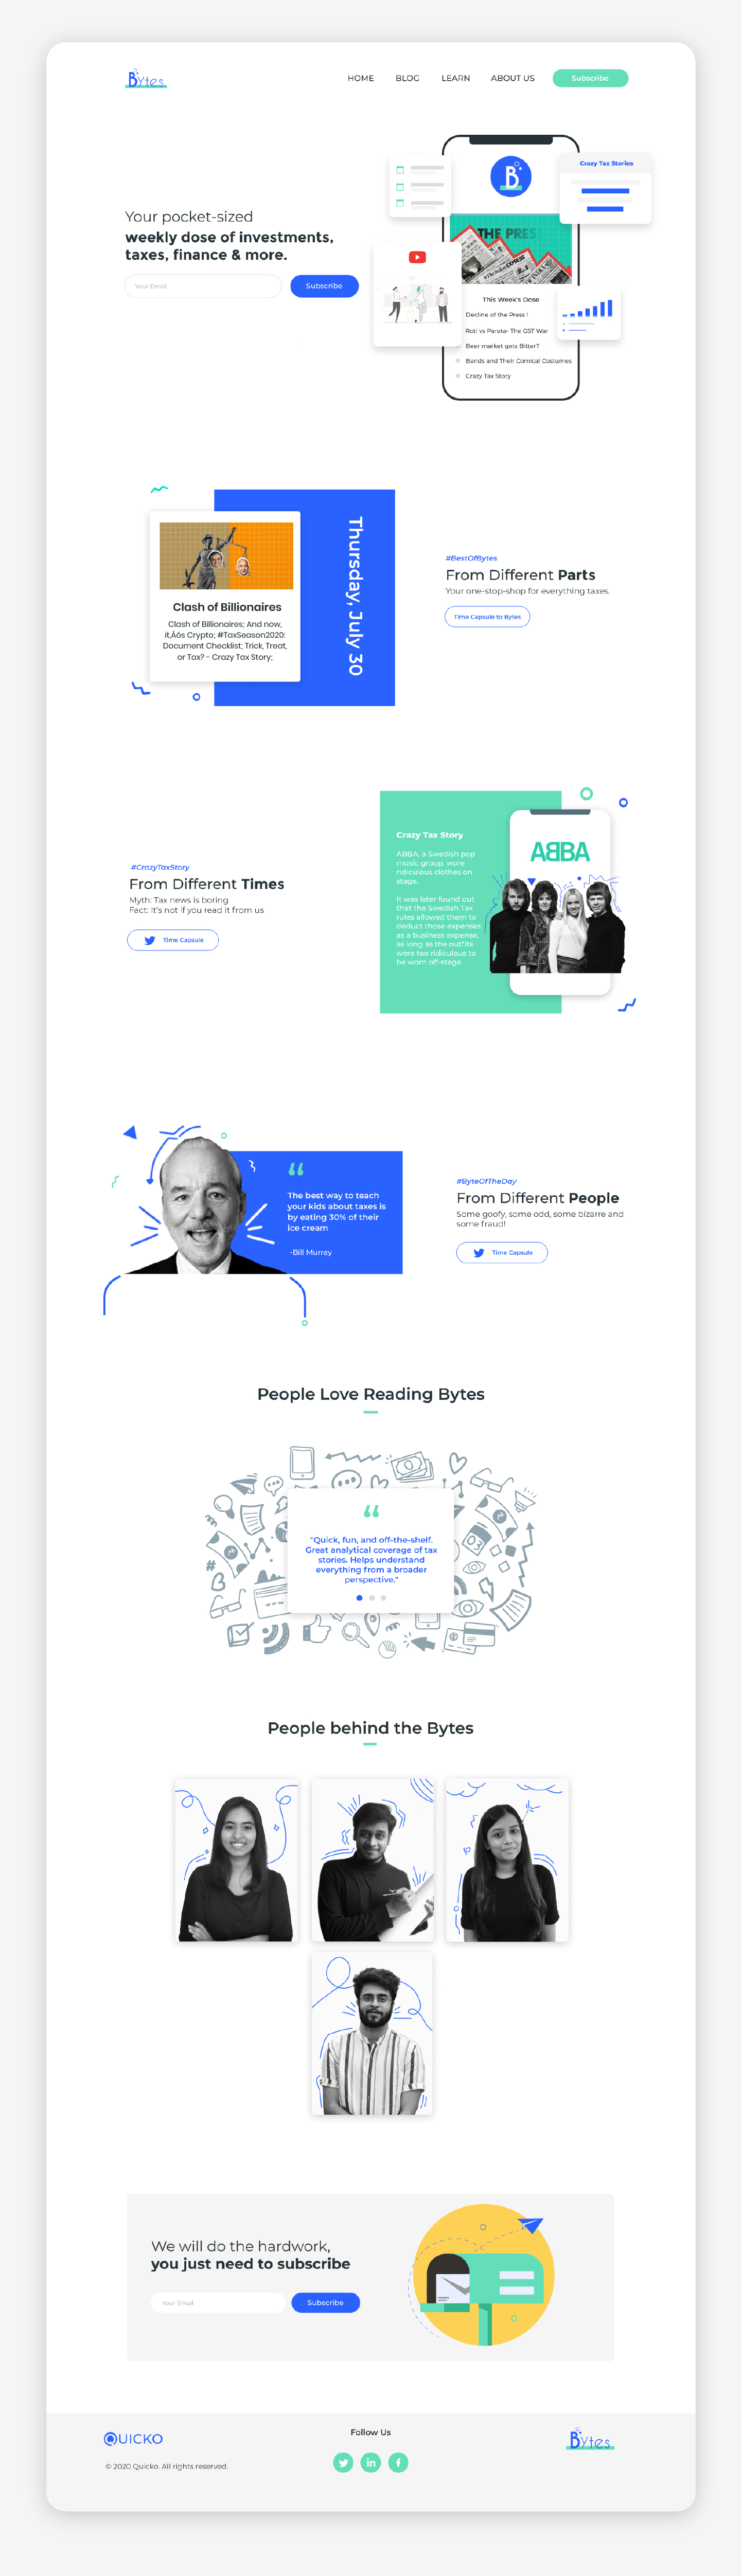 Bytes
HOME BLOG LEARN ABOUT US Subscribe
Your pocket-sized
weekly dose of investments,
taxes, finance & more.
Your Email
Subscribe
B
THE PRES
Crazy Tax Stories
This Week's Dose
Decline of the Press !
Roti vs Parota- The GST War
Beer market gets Bitter?
Bands and Their Comical Costumes
Crazy Tax Story
Clash of Billionaires
Clash of Billionaires; And now,
it‚Äôs Crypto; #TaxSeason2020:
Document Checklist; Trick, Treat,
or Tax? - Crazy Tax Story;
Thursday, July 30
#BestOfBytes
From Different Parts
Your one-stop-shop for everything taxes.
Time Capsule to Bytes
#CrazyTaxStory
From Different Times
Myth: Tax news is boring
Fact: It's not if you read it from us
Time Capsule
Crazy Tax Story
ABBA, a Swedish pop
music group, wore
ridiculous clothes on
stage.
It was later found out
that the Swedish Tax
rules allowed them to
deduct those expenses
as a business expense,
as long as the outfits
were too ridiculous to
be worn off-stage
ABBA
The best way to teach
your kids about taxes is
by eating 30% of their
ice cream
-Bill Murray
#ByteOfTheDay
From Different People
Some goofy, some odd, some bizarre and
some fraud!
Time Capsule
People Love Reading Bytes
"Quick, fun, and off-the-shelf.
Great analytical coverage of tax
stories. Helps understand
everything from a broader
perspective."
03
People behind the Bytes
We will do the hardwork,
you just need to subscribe
Your Email
Subscribe
QUICKO
© 2020 Quicko. All rights reserved.
Follow Us
Bytes